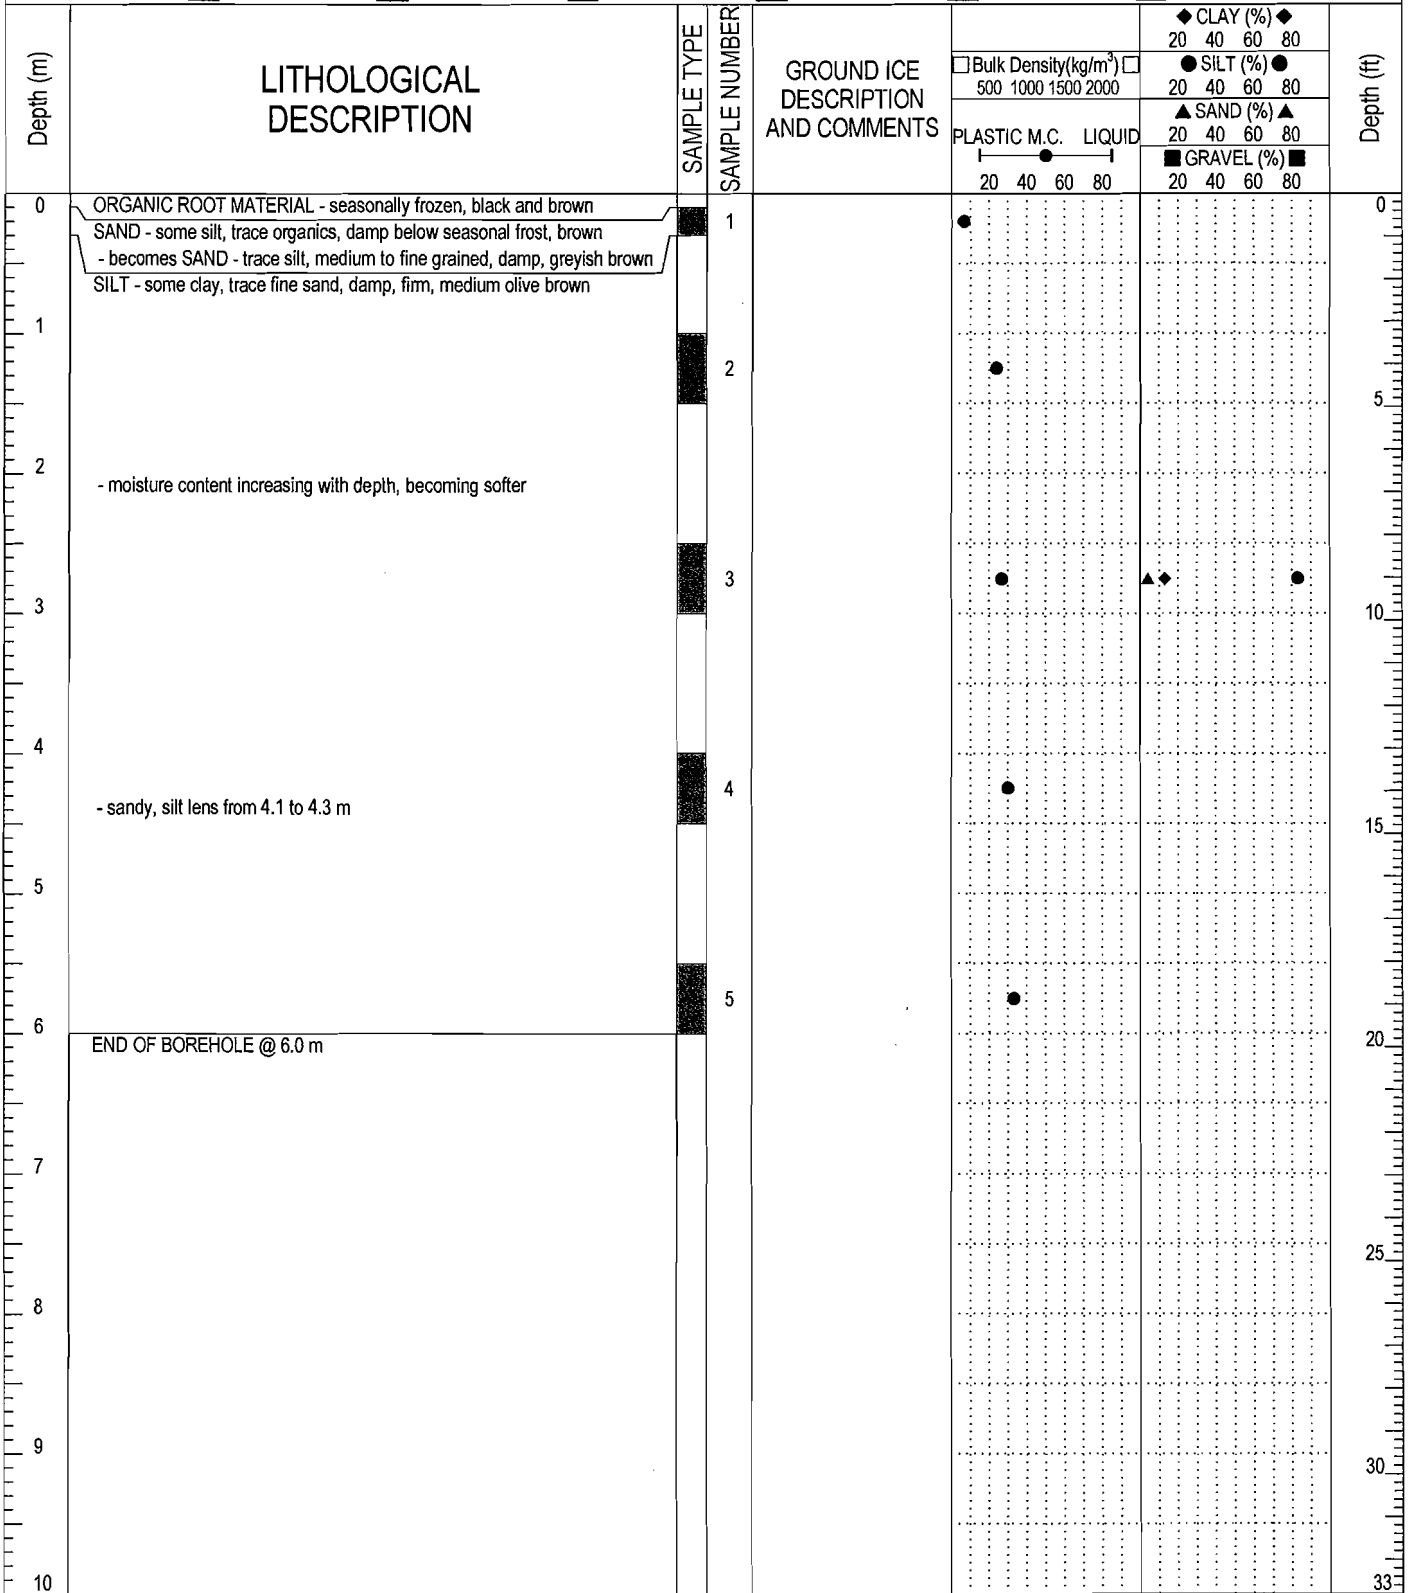 Depth (m)
LITHOLOGICAL
DESCRIPTION
SAMPLE TYPE
SAMPLE NUMBER
GROUND ICE
DESCRIPTION
AND COMMENTS
□ Bulk Density(kg/m³) □
500 1000 1500 2000
PLASTIC M.C. LIQUID
20 40 60 80
◆ CLAY (%) ◆
20 40 60 80
● SILT (%) ●
20 40 60 80
▲ SAND (%) ▲
20 40 60 80
■ GRAVEL (%) ■
20 40 60 80
Depth (ft)
0
ORGANIC ROOT MATERIAL - seasonally frozen, black and brown
1
0
SAND - some silt, trace organics, damp below seasonal frost, brown
- becomes SAND - trace silt, medium to fine grained, damp, greyish brown
SILT - some clay, trace fine sand, damp, firm, medium olive brown
1
2
5
2
- moisture content increasing with depth, becoming softer
3
3
10
4
4
- sandy, silt lens from 4.1 to 4.3 m
15
5
5
6
END OF BOREHOLE @ 6.0 m
20
7
25
8
9
30
10
33